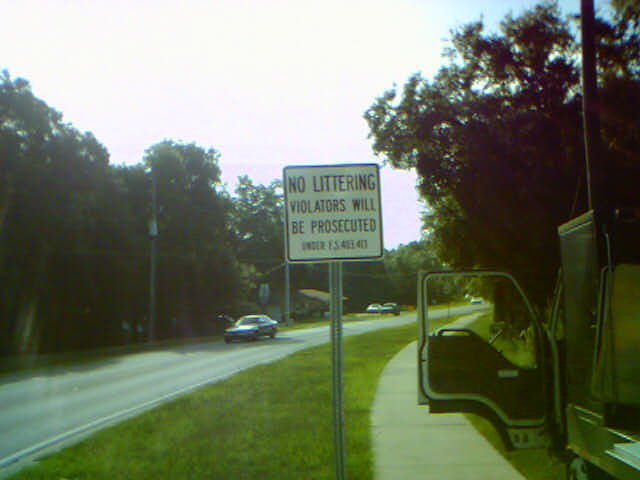 NO LITTERING
VIOLATORS WILL
BE PROSECUTED
UNDER F.S. 403.413